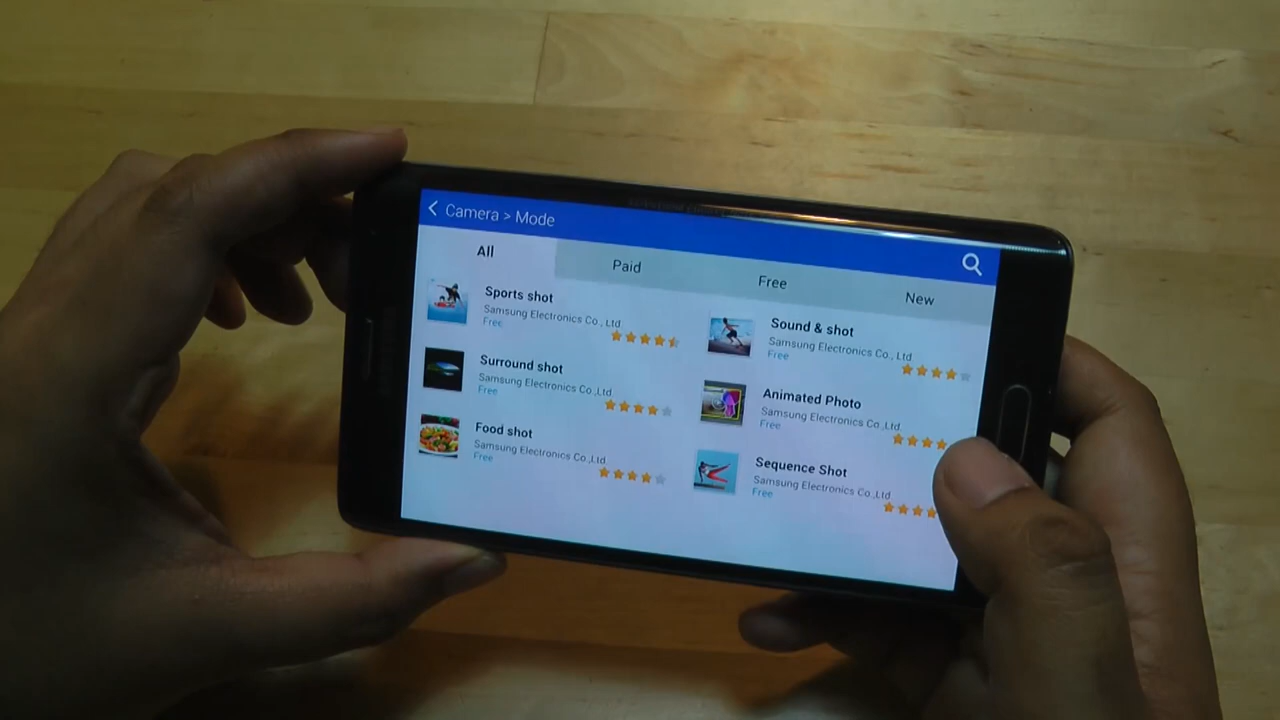 Camera > Mode
All
Paid
Free
New
Sports shot
Samsung Electronics Co., Ltd
Free
Surround shot
Samsung Electronics Co.,Ltd.
Free
Food shot
Samsung Electronics Co.,Ltd.
Free
Sound & shot
Samsung Electronics Co., Ltd
Free
Animated Photo
Samsung Electronics Co.,Ltd.
Free
Sequence Shot
Samsung Electronics Co.,Ltd.
Free